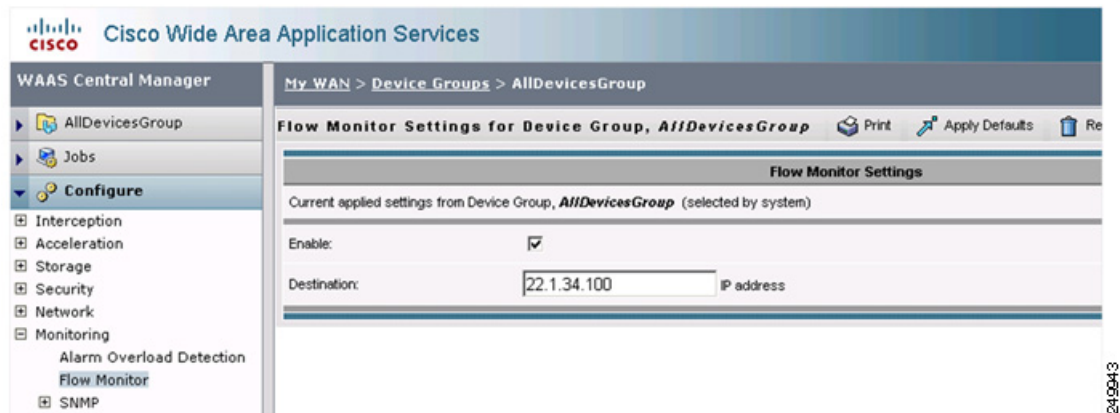 CISCO Cisco Wide Area Application Services
WAAS Central Manager
AllDevicesGroup
Jobs
Configure
Interception
Acceleration
Storage
Security
Network
Monitoring
Alarm Overload Detection
Flow Monitor
SNMP
My WAN > Device Groups > AllDevicesGroup
Flow Monitor Settings for Device Group, AllDevicesGroup Print Apply Defaults Re
Flow Monitor Settings
Current applied settings from Device Group, AllDevicesGroup (selected by system)
Enable:
Destination: 22.1.34.100 IP address
249943